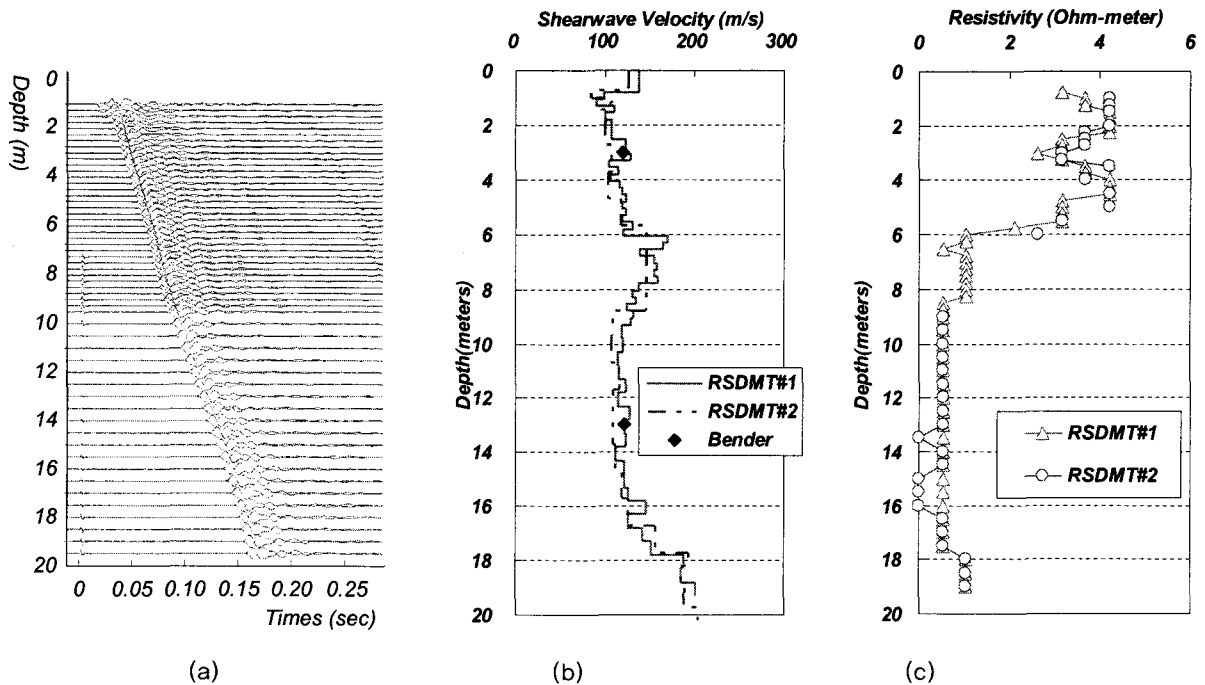 Depth (m)
0
2
4
6
8
10
12
14
16
18
20
0 0.05 0.10 0.15 0.20 0.25
Times (sec)
(a)
Shearwave Velocity (m/s)
0 100 200 300
Depth(meters)
0
2
4
6
8
10
12
14
16
18
20
RSDMT#1
RSDMT#2
Bender
(b)
Resistivity (Ohm-meter)
0 2 4 6
Depth(meters)
0
2
4
6
8
10
12
14
16
18
20
RSDMT#1
RSDMT#2
(c)